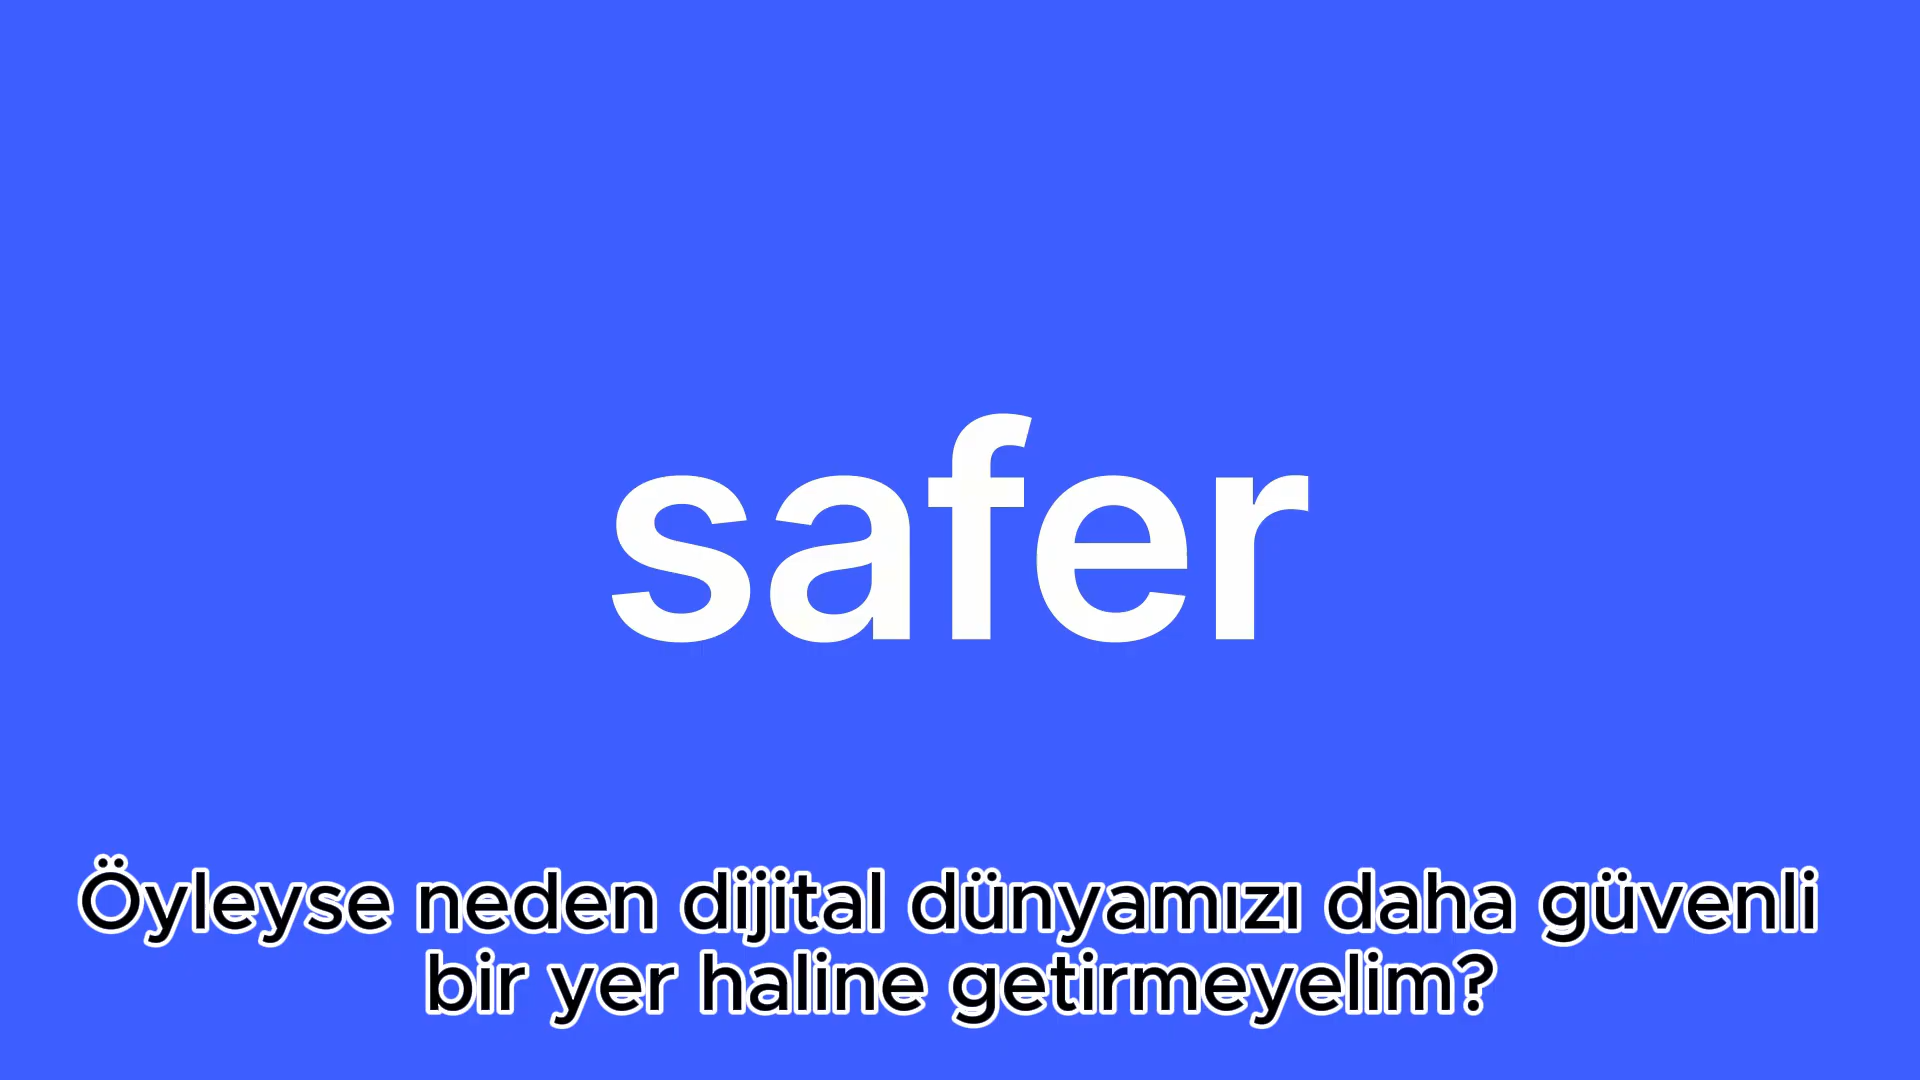 safer
Öyleyse neden dijital dünyamızı daha güvenli
bir yer haline getirmeyelim?